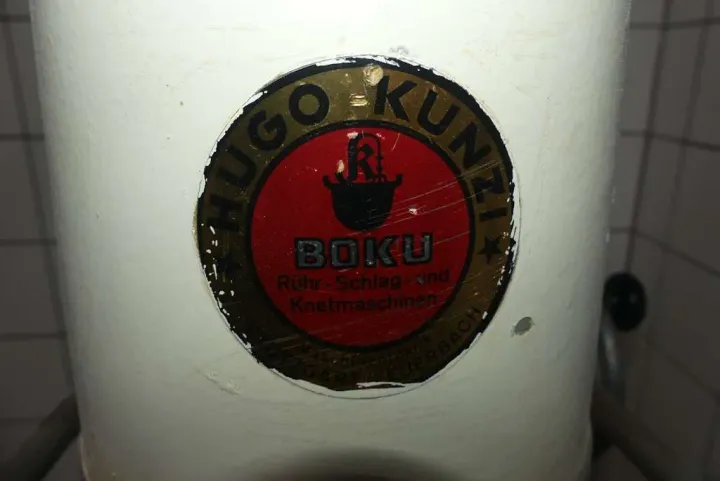 HUGO KUNZI
BOKU
Rühr-Schlag-und
Knetmaschinen